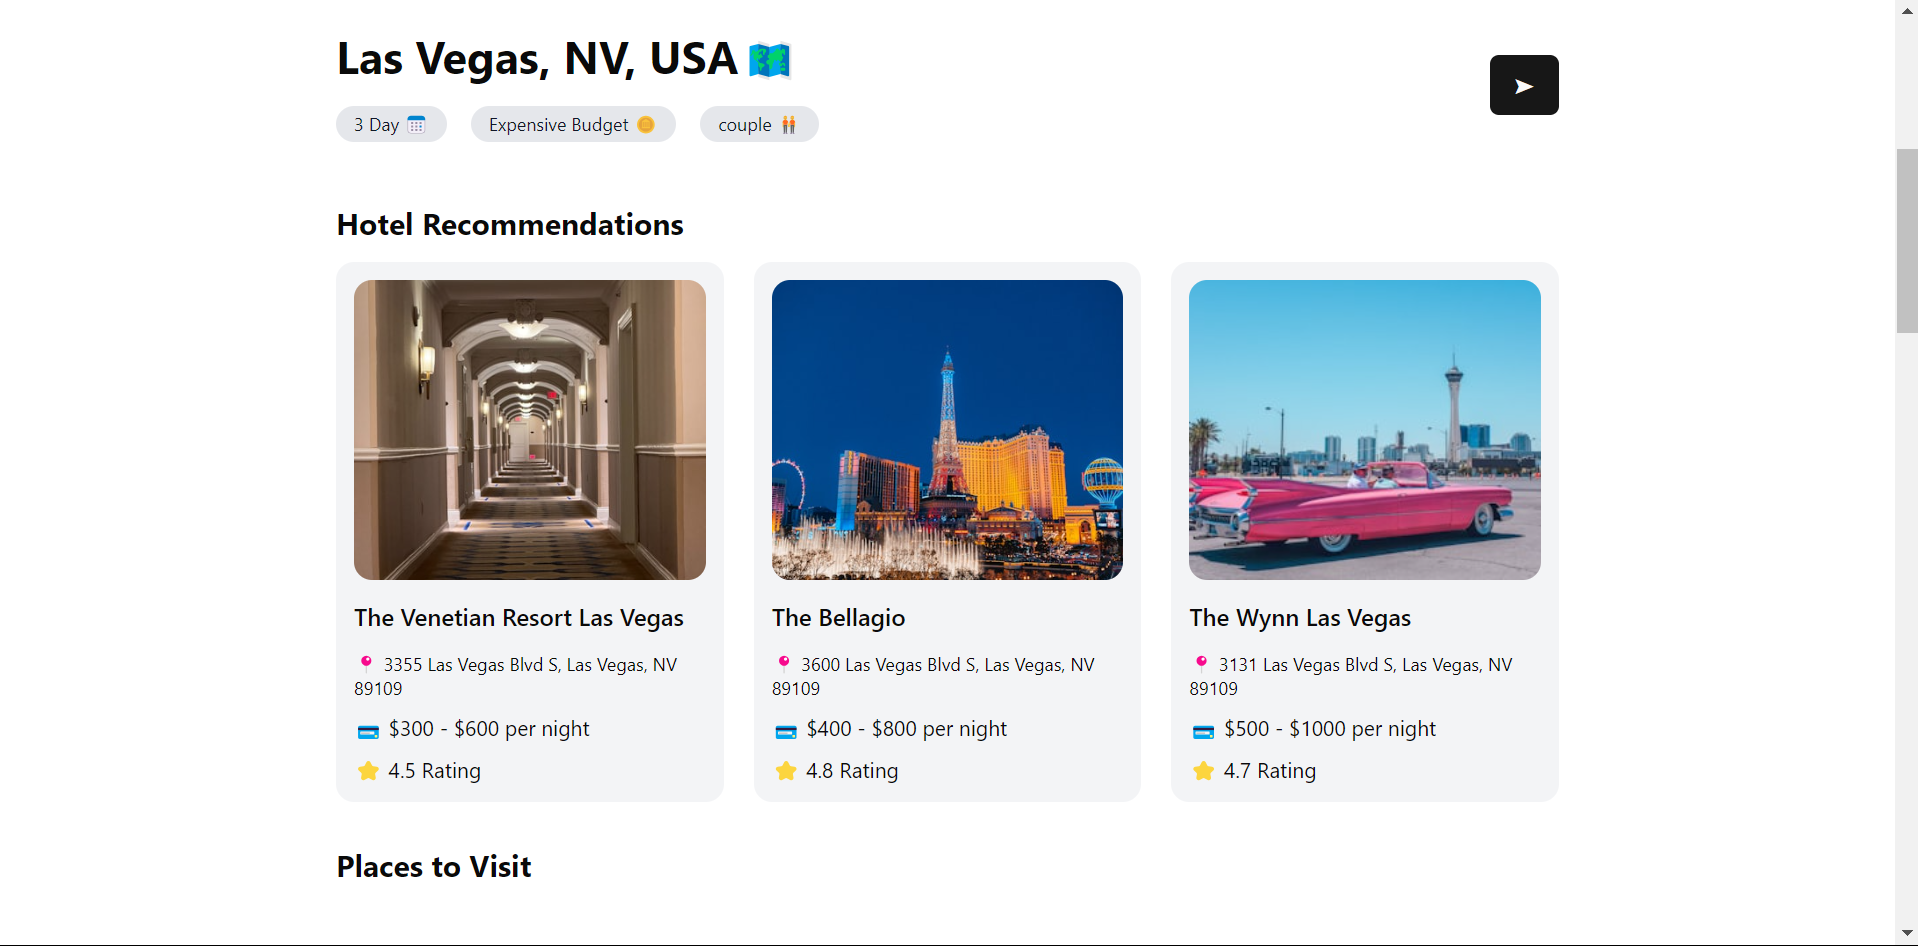 Las Vegas, NV, USA
3 Day
Expensive Budget
couple
Hotel Recommendations
The Venetian Resort Las Vegas
3355 Las Vegas Blvd S, Las Vegas, NV
89109
$300 - $600 per night
4.5 Rating
The Bellagio
3600 Las Vegas Blvd S, Las Vegas, NV
89109
$400 - $800 per night
4.8 Rating
The Wynn Las Vegas
3131 Las Vegas Blvd S, Las Vegas, NV
89109
$500 - $1000 per night
4.7 Rating
Places to Visit